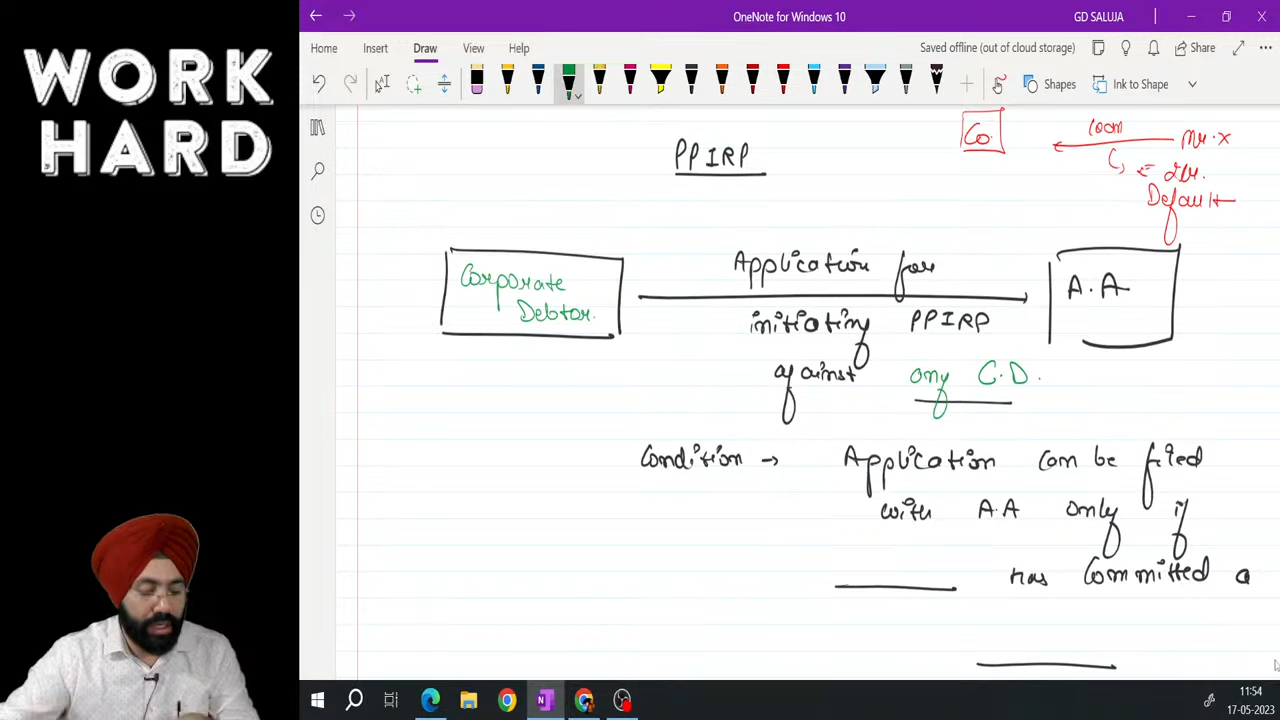 WORK
HARD
OneNote for Windows 10
GD SALUJA
Home Insert Draw View Help
Saved offline (out of cloud storage)
Share
Shapes
Ink to Shape
Co.
Loan
Mr. X
Default
PPIRP
Corporate
Debtor.
Application for
initiating PPIRP
against any C.D.
A.A
Condition → Application can be filed
with A.A only if
has Committed a
11:54
17-05-2023